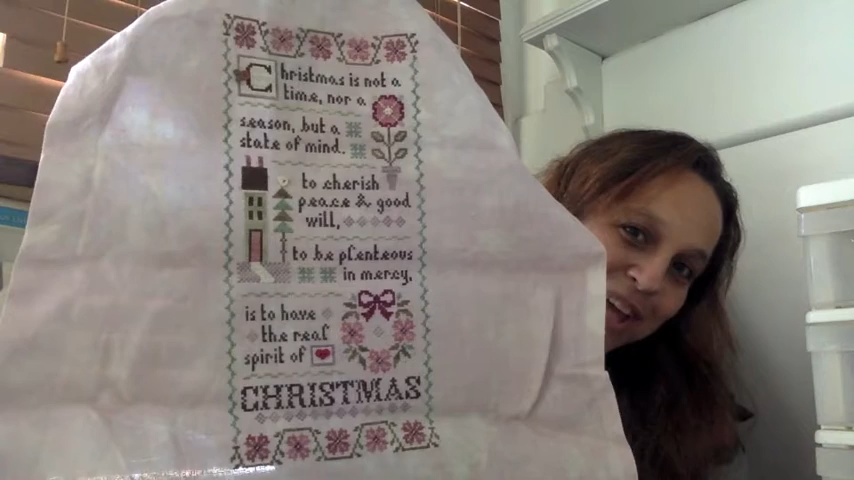 Christmas is not a
time, nor a
season, but a
state of mind.
to cherish
peace & good
will,
to be plenteous
in mercy,
is to have
the real
spirit of
CHRISTMAS